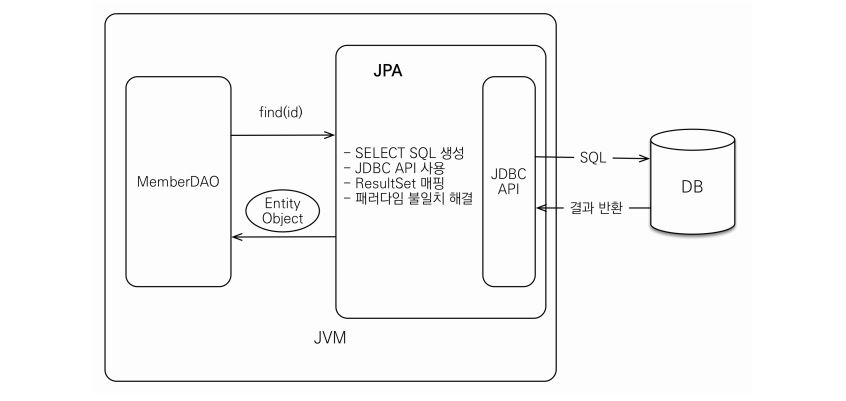 JPA
find(id)
- SELECT SQL 생성
- JDBC API 사용
- ResultSet 매핑
- 패러다임 불일치 해결
MemberDAO
Entity
Object
JDBC
API
SQL
결과 반환
DB
JVM